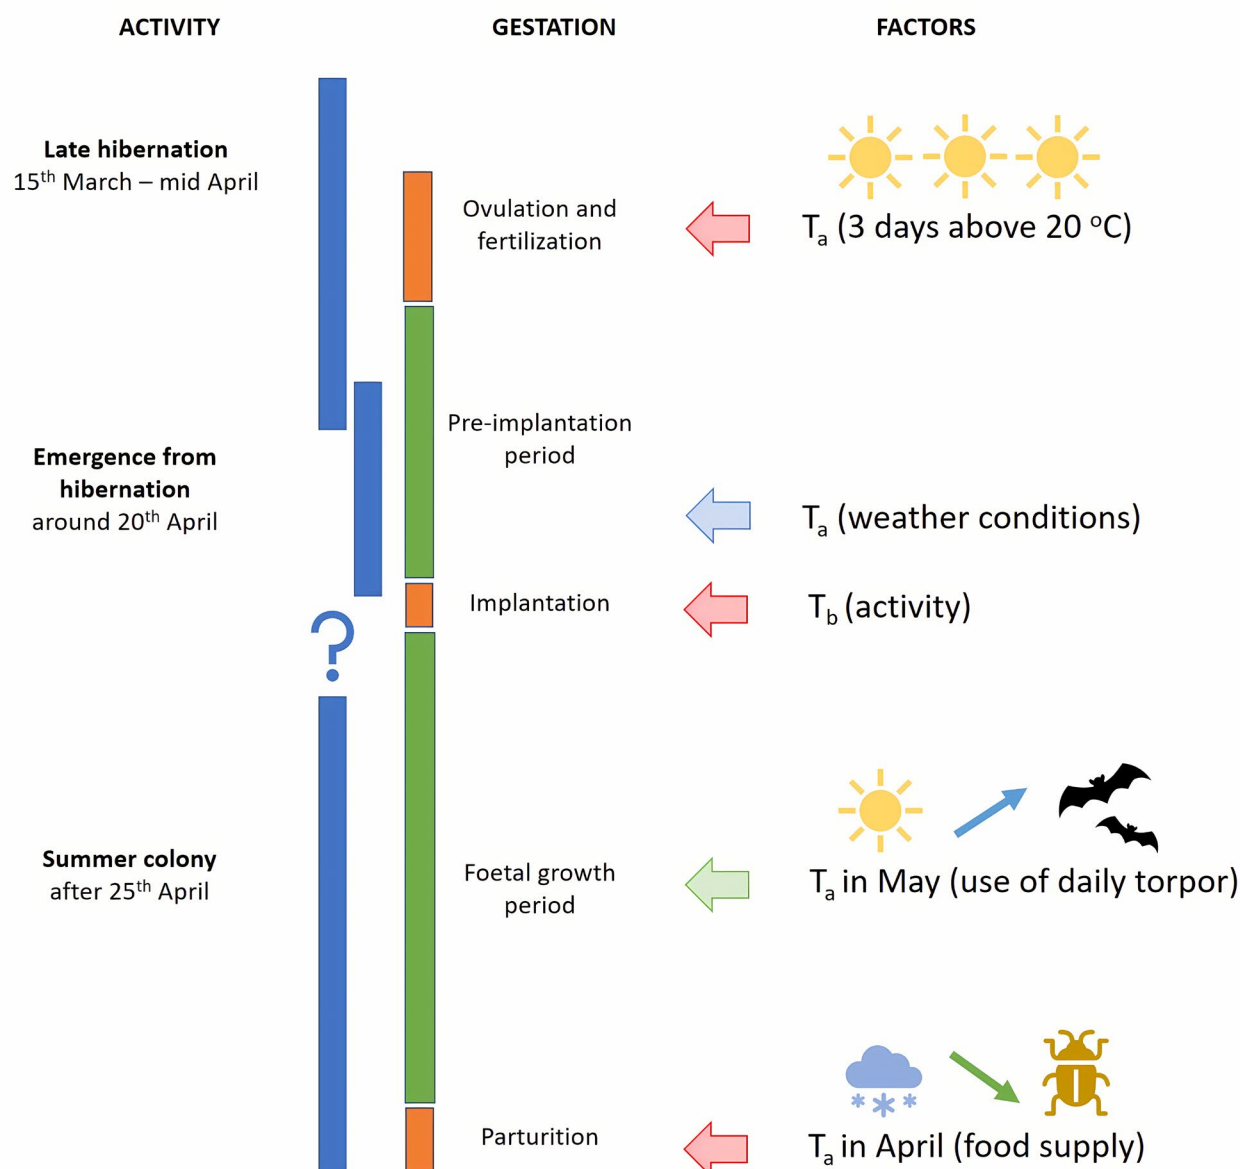 ACTIVITY
GESTATION
FACTORS
Late hibernation
15th March – mid April
Ovulation and
fertilization
Ta (3 days above 20 oC)
Pre-implantation
period
Emergence from
hibernation
around 20th April
Ta (weather conditions)
Implantation
Tb (activity)
?
Summer colony
after 25th April
Foetal growth
period
Ta in May (use of daily torpor)
Parturition
Ta in April (food supply)